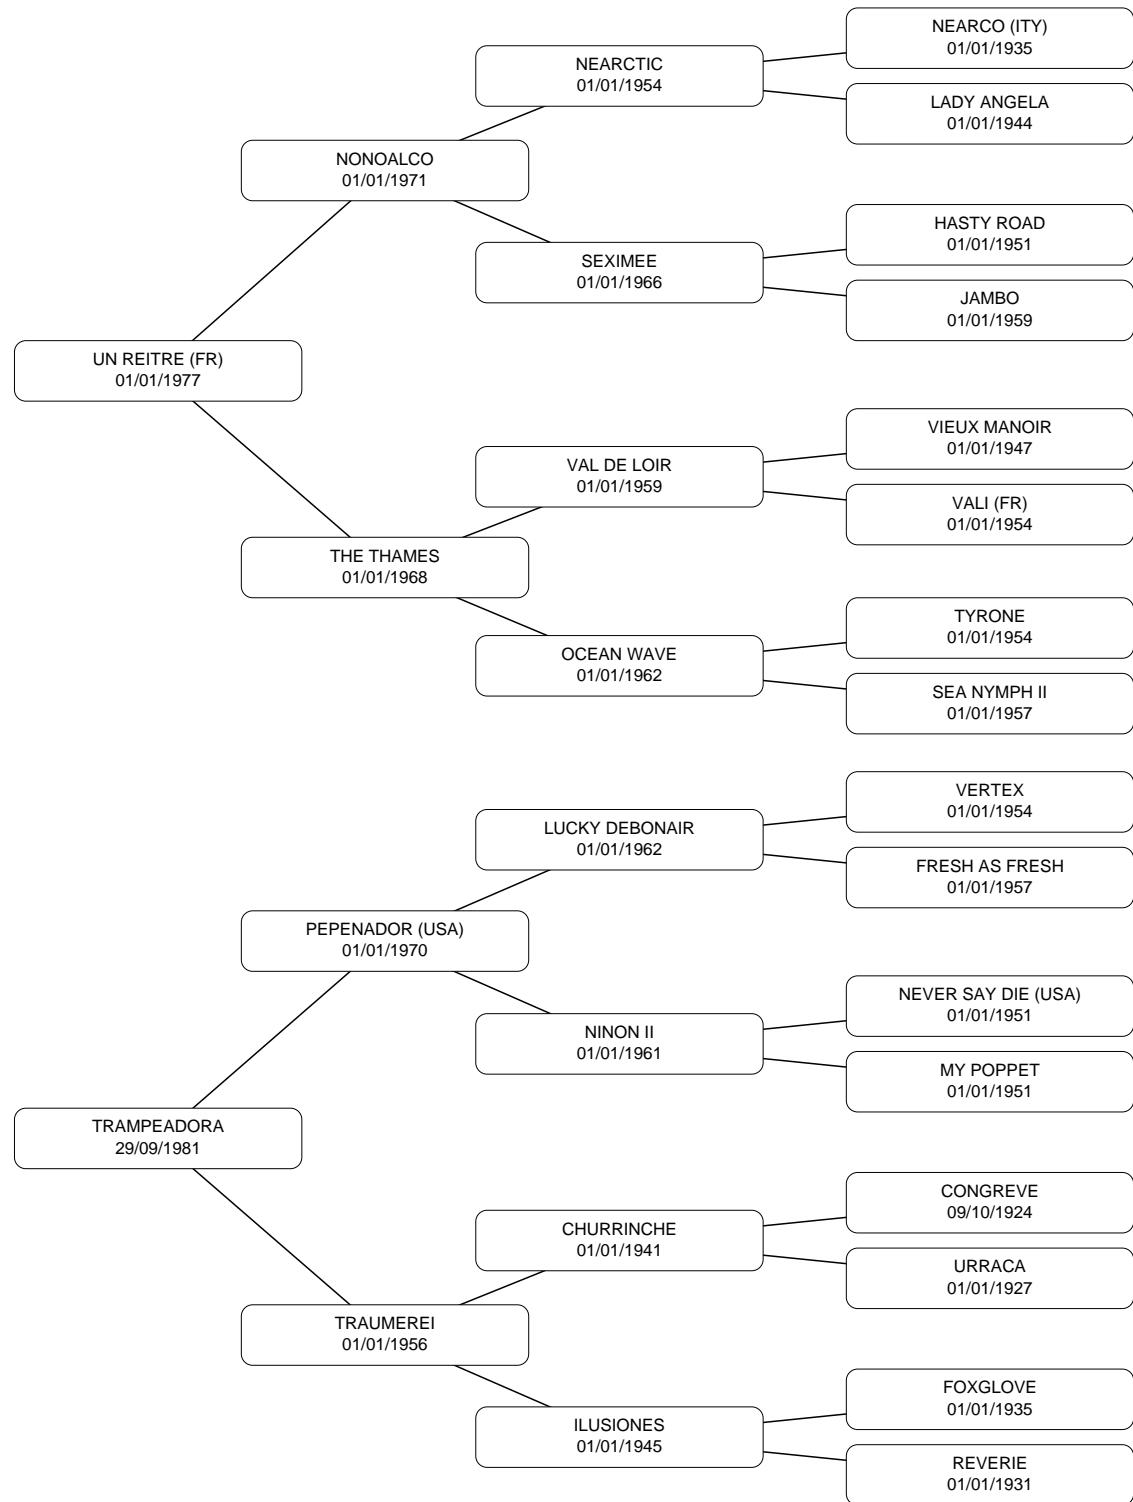 NEARCO (ITY)
01/01/1935
NEARCTIC
01/01/1954
LADY ANGELA
01/01/1944
NONOALCO
01/01/1971
HASTY ROAD
01/01/1951
SEXIMEE
01/01/1966
JAMBO
01/01/1959
UN REITRE (FR)
01/01/1977
VIEUX MANOIR
01/01/1947
VAL DE LOIR
01/01/1959
VALI (FR)
01/01/1954
THE THAMES
01/01/1968
TYRONE
01/01/1954
OCEAN WAVE
01/01/1962
SEA NYMPH II
01/01/1957
VERTEX
01/01/1954
LUCKY DEBONAIR
01/01/1962
FRESH AS FRESH
01/01/1957
PEPENADOR (USA)
01/01/1970
NEVER SAY DIE (USA)
01/01/1951
NINON II
01/01/1961
MY POPPET
01/01/1951
TRAMPEADORA
29/09/1981
CONGREVE
09/10/1924
CHURRINCHE
01/01/1941
URRACA
01/01/1927
TRAUMEREI
01/01/1956
FOXGLOVE
01/01/1935
ILUSIONES
01/01/1945
REVERIE
01/01/1931